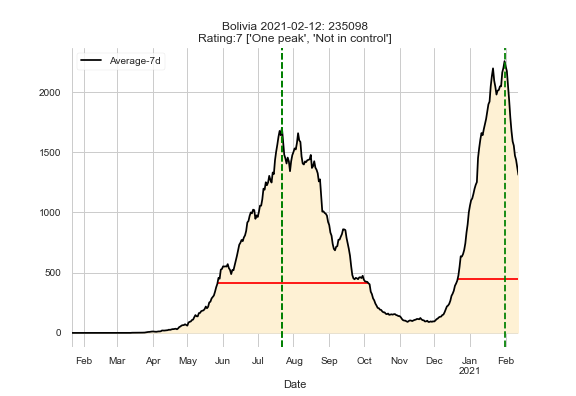 Bolivia 2021-02-12: 235098
Rating:7 ['One peak', 'Not in control']
Average-7d
2000
1500
1000
500
0
Feb Mar Apr May Jun Jul Aug Sep Oct Nov Dec Jan Feb
2021
Date